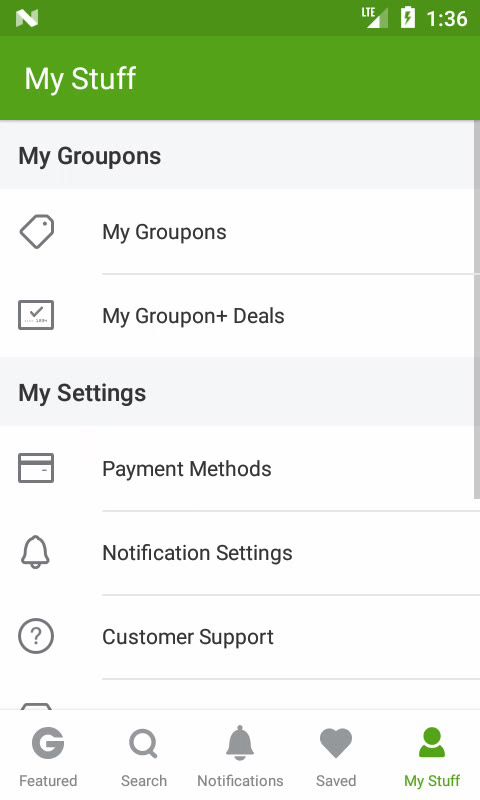 LTE 1:36
My Stuff
My Groupons
My Groupons
My Groupon+ Deals
My Settings
Payment Methods
Notification Settings
? Customer Support
Featured Search Notifications Saved My Stuff